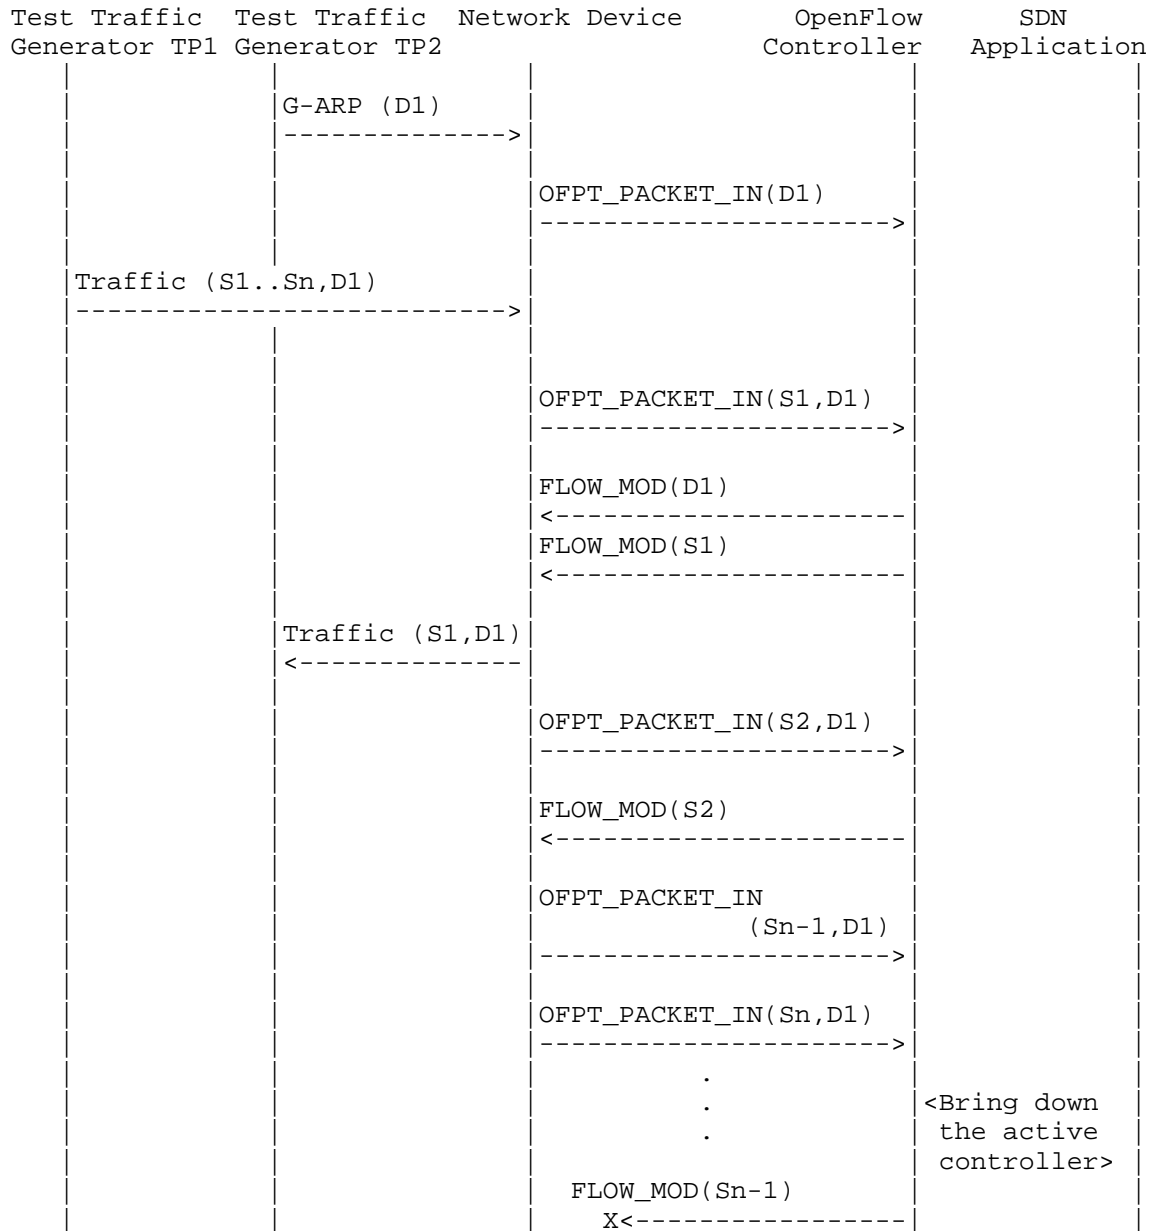 Test Traffic Test Traffic Network Device OpenFlow SDN
Generator TP1 Generator TP2 Controller Application
G-ARP (D1)
-------------->
OFPT_PACKET_IN(D1)
---------------------->
Traffic (S1..Sn,D1)
--------------------------->
OFPT_PACKET_IN(S1,D1)
---------------------->
FLOW_MOD(D1)
<----------------------
FLOW_MOD(S1)
<----------------------
Traffic (S1,D1)
<--------------
OFPT_PACKET_IN(S2,D1)
---------------------->
FLOW_MOD(S2)
<----------------------
OFPT_PACKET_IN
(Sn-1,D1)
---------------------->
OFPT_PACKET_IN(Sn,D1)
---------------------->
.
. <Bring down
. the active
controller>
FLOW_MOD(Sn-1)
X<-----------------